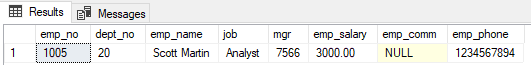 Results Messages
emp_no dept_no emp_name job mgr emp_salary emp_comm emp_phone
1 1005 20 Scott Martin Analyst 7566 3000.00 NULL 1234567894